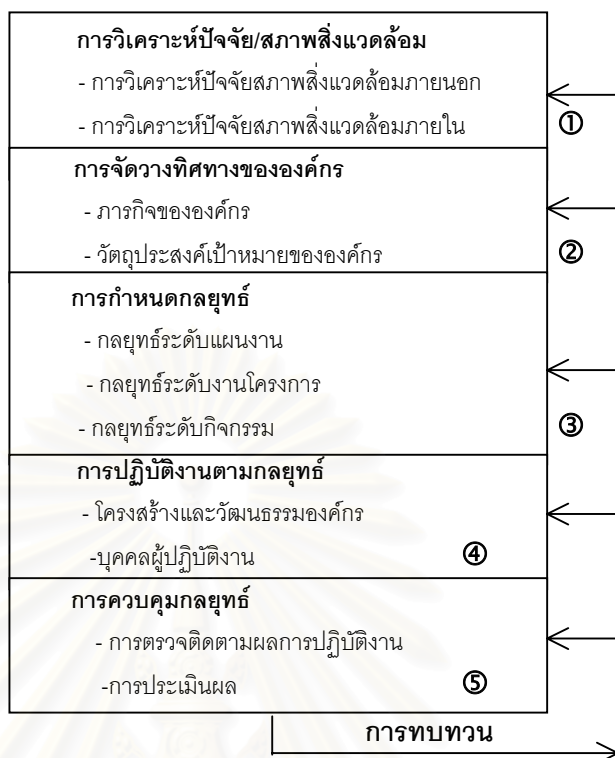 การวิเคราะห์ปัจจัย/สภาพสิ่งแวดล้อม
- การวิเคราะห์ปัจจัยสภาพสิ่งแวดล้อมภายนอก
- การวิเคราะห์ปัจจัยสภาพสิ่งแวดล้อมภายใน ①
การจัดวางทิศทางขององค์กร
- ภารกิจขององค์กร
- วัตถุประสงค์เป้าหมายขององค์กร ②
การกำหนดกลยุทธ์
- กลยุทธ์ระดับแผนงาน
- กลยุทธ์ระดับงานโครงการ
- กลยุทธ์ระดับกิจกรรม ③
การปฏิบัติงานตามกลยุทธ์
- โครงสร้างและวัฒนธรรมองค์กร
-บุคคลผู้ปฏิบัติงาน ④
การควบคุมกลยุทธ์
- การตรวจติดตามผลการปฏิบัติงาน
-การประเมินผล ⑤
การทบทวน